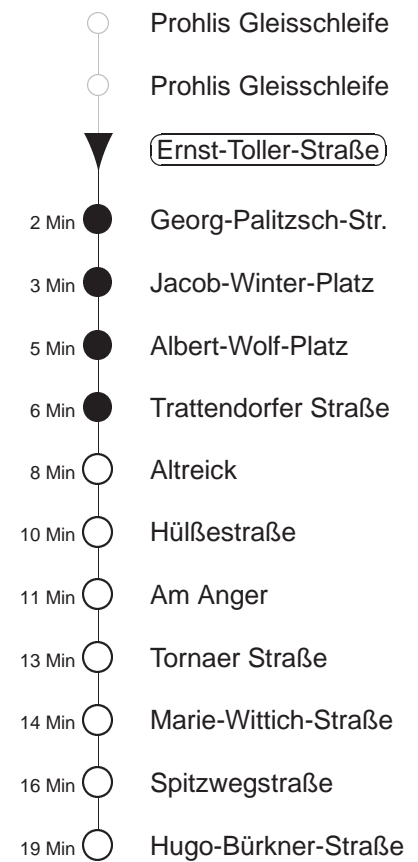 Prohlis Gleisschleife
Prohlis Gleisschleife
Ernst-Toller-Straße
2 Min Georg-Palitzsch-Str.
3 Min Jacob-Winter-Platz
5 Min Albert-Wolf-Platz
6 Min Trattendorfer Straße
8 Min Altreick
10 Min Hülßestraße
11 Min Am Anger
13 Min Tornaer Straße
14 Min Marie-Wittich-Straße
16 Min Spitzwegstraße
19 Min Hugo-Bürkner-Straße